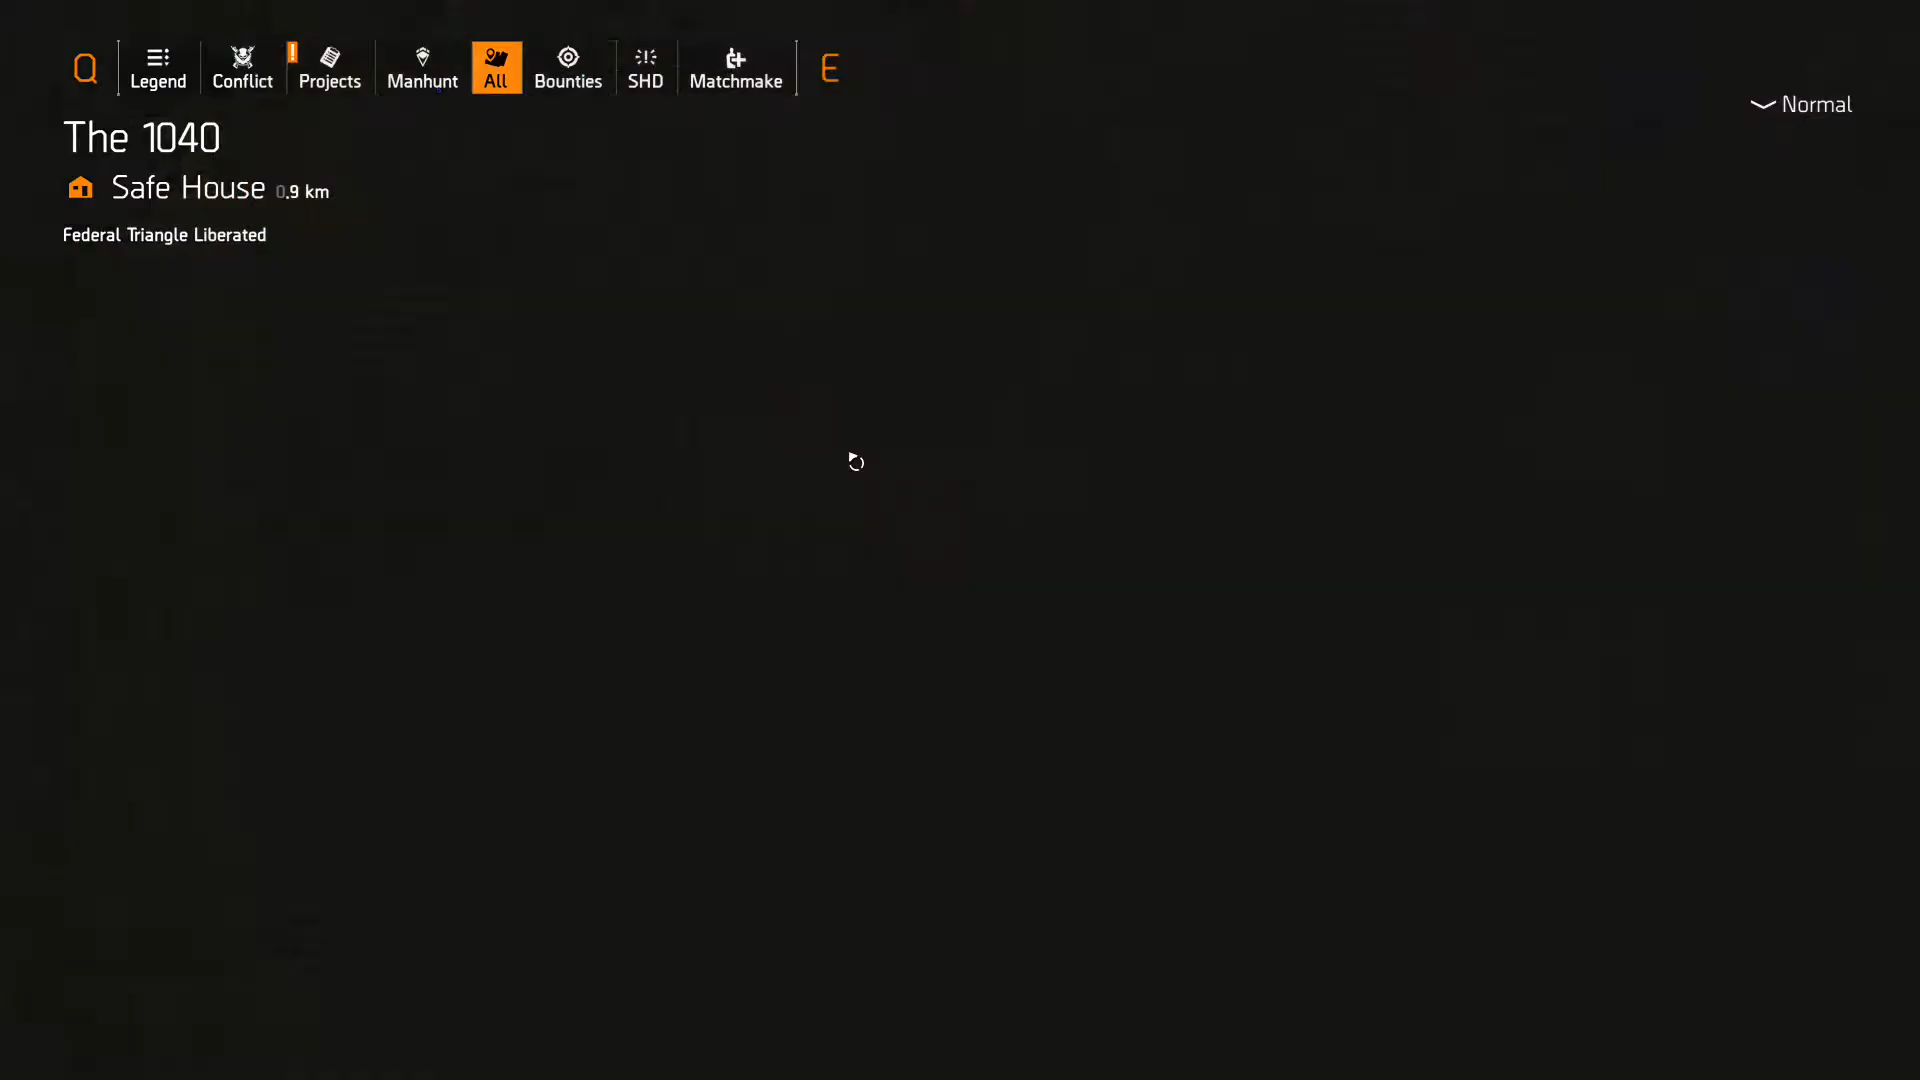 Q Legend Conflict ! Projects Manhunt All Bounties SHD Matchmake E
Normal
The 1040
Safe House 0.9 km
Federal Triangle Liberated